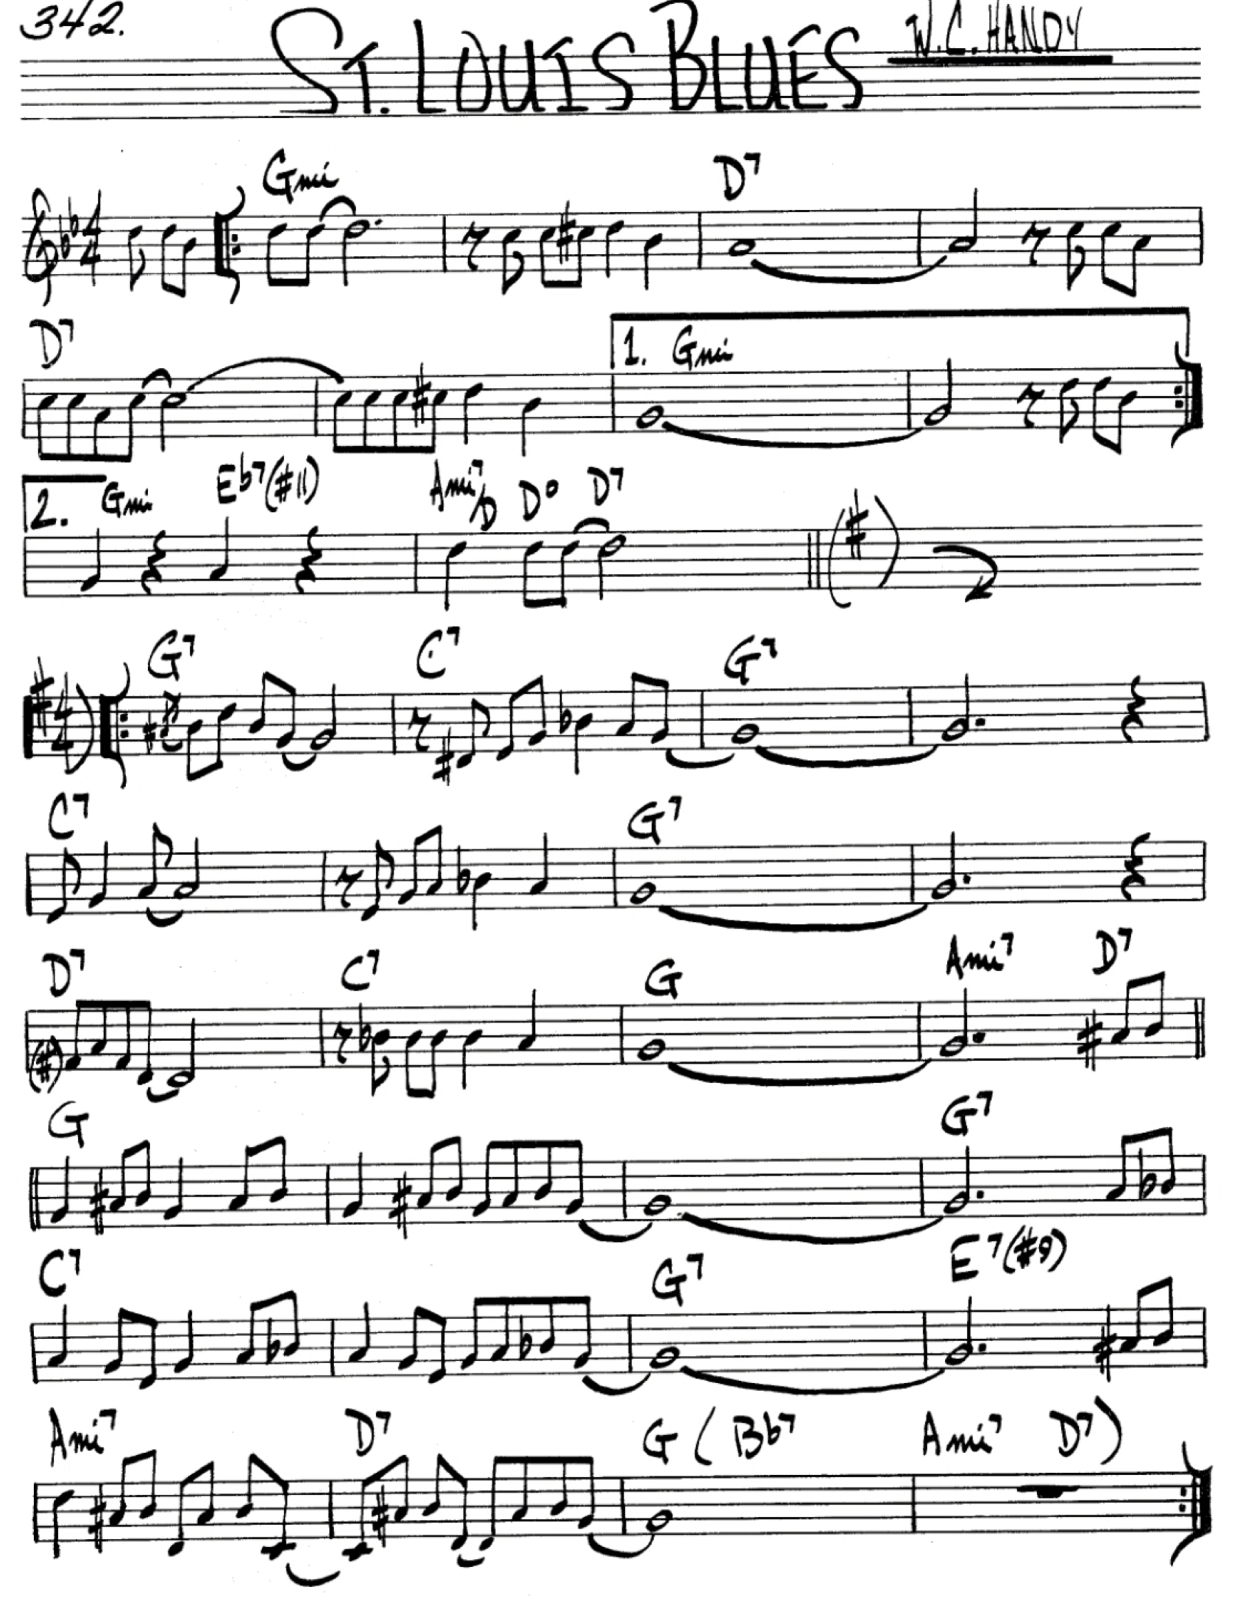 342.
ST. LOUIS BLUES
W.C. HANDY
Gmi D7
D7 1. Gmi
2. Gmi Eb7(#11) Ami7/D D° D7
G7 C7 G7
C7 G7
D7 C7 G Ami7 D7
G G7
C7 G7 E7(#9)
Ami7 D7 G ( Bb7 Ami7 D7)